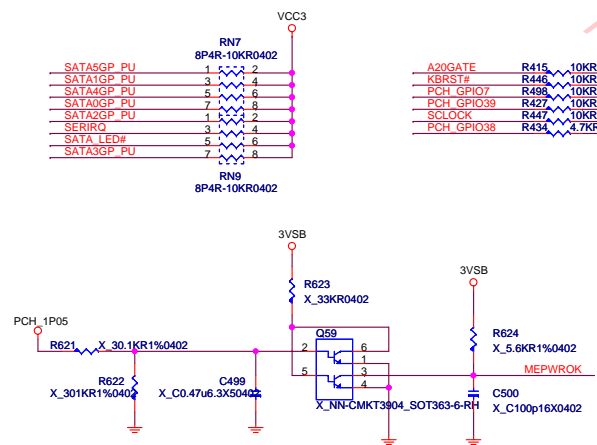 VCC3
RN7
8P4R-10KR0402
SATA5GP_PU 1 2
SATA1GP_PU 3 4
SATA4GP_PU 5 6
SATA0GP_PU 7 8
SATA2GP_PU 1 2
SERIRQ 3 4
SATA_LED# 5 6
SATA3GP_PU 7 8
RN9
8P4R-10KR0402
A20GATE R415 10KR
KBRST# R446 10KR
PCH_GPIO7 R498 10KR
PCH_GPIO39 R427 10KR
SCLOCK R447 10KR
PCH_GPIO38 R434 4.7KR
3VSB
R623
X_33KR0402
3VSB
PCH_1P05
R621 X_30.1KR1%0402
Q59
R624
X_5.6KR1%0402
2 6
1
5 3
4
MEPWROK
R622
X_301KR1%0402
C499
X_C0.47u6.3X50402
X_NN-CMKT3904_SOT363-6-RH
C500
X_C100p16X0402